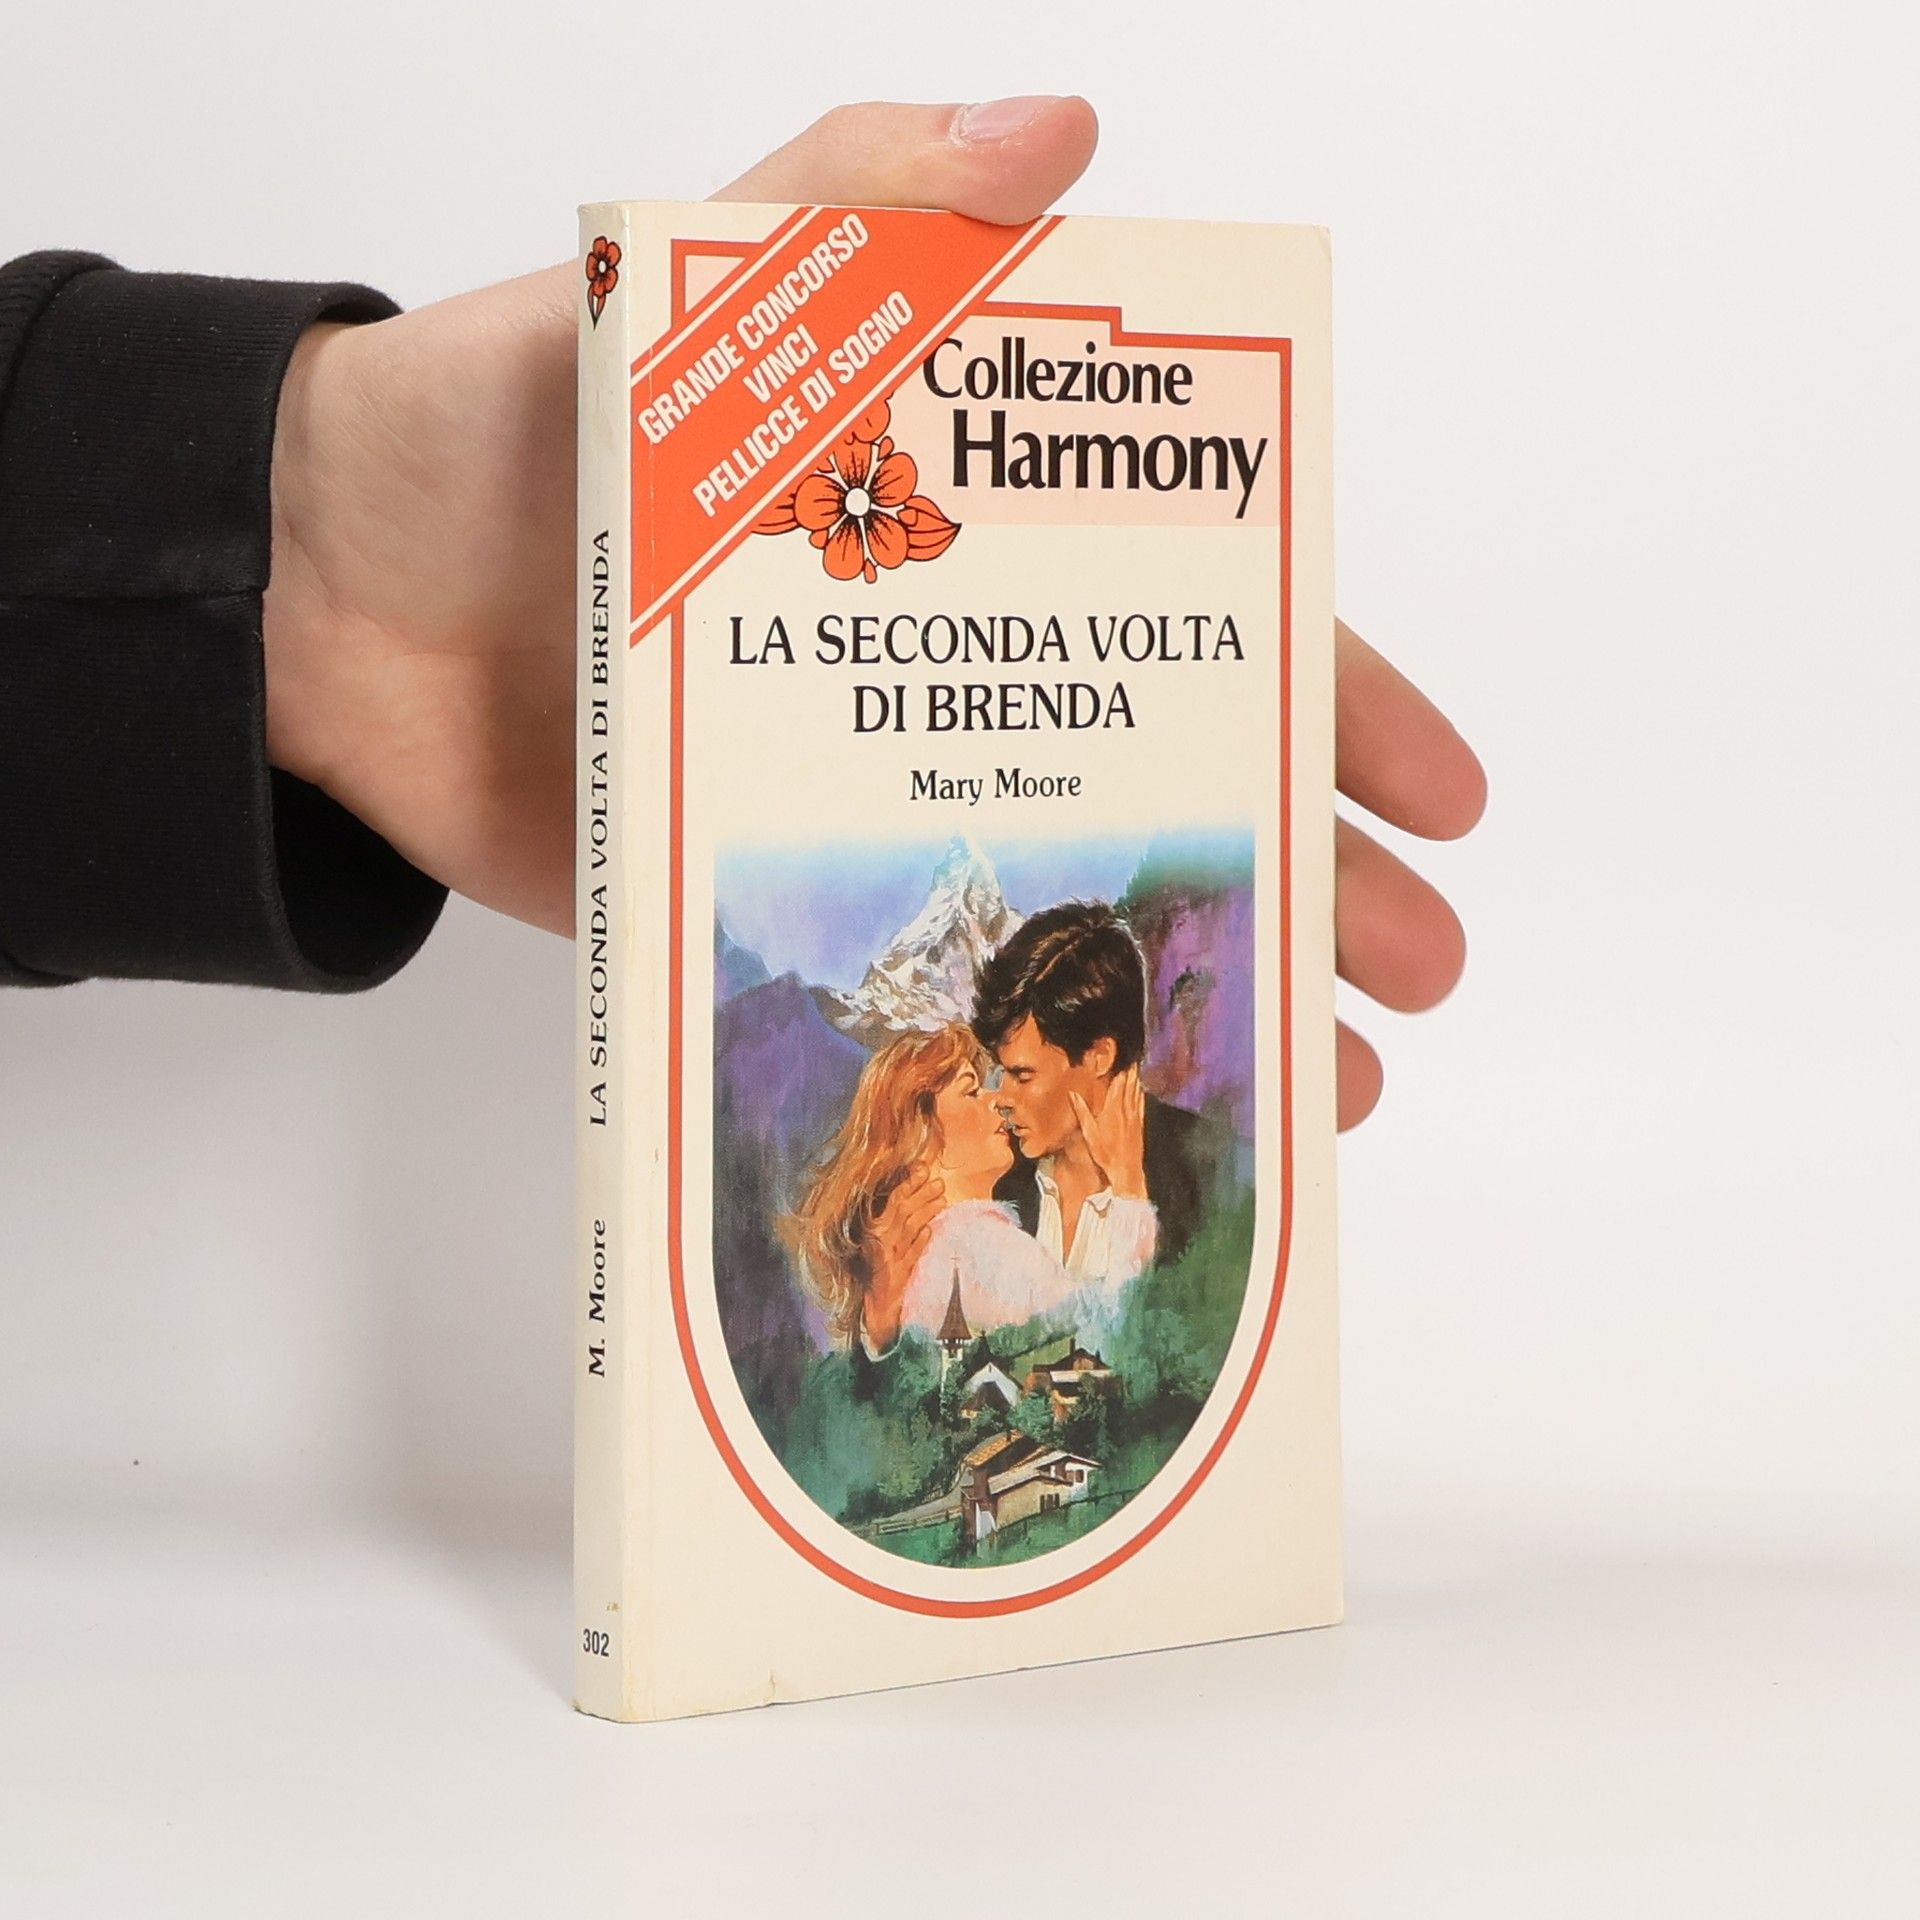 GRANDE CONCORSO
VINCI
PELLICCE DI SOGNO
Collezione
Harmony
LA SECONDA VOLTA
DI BRENDA
Mary Moore
M. Moore LA SECONDA VOLTA DI BRENDA
302